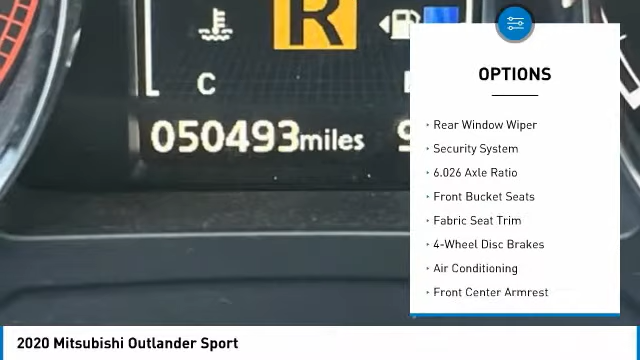 R
C
050493miles
OPTIONS
Rear Window Wiper
Security System
6.026 Axle Ratio
Front Bucket Seats
Fabric Seat Trim
4-Wheel Disc Brakes
Air Conditioning
Front Center Armrest
2020 Mitsubishi Outlander Sport